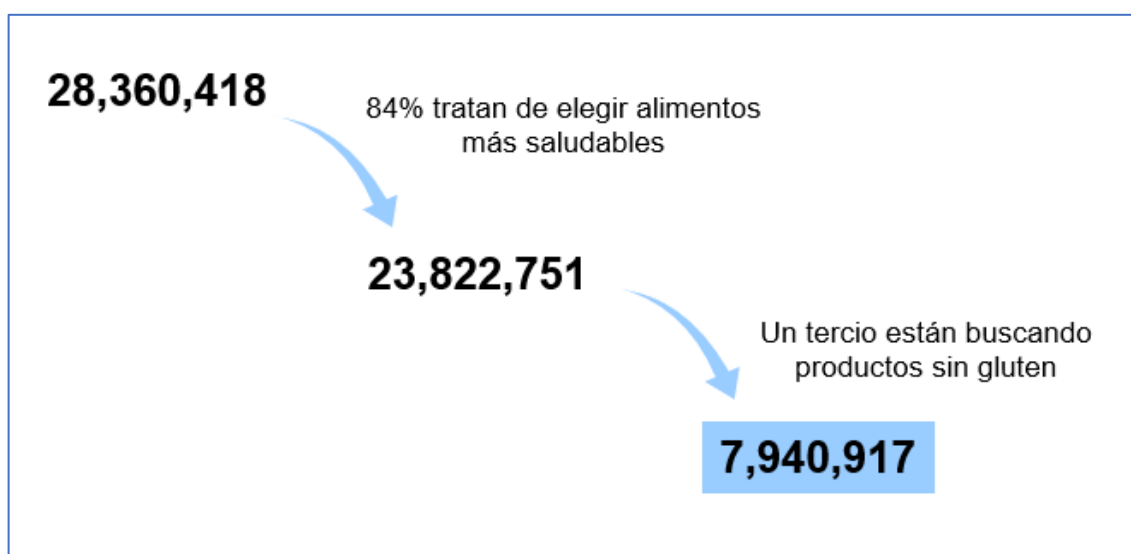 28,360,418
84% tratan de elegir alimentos
más saludables
23,822,751
Un tercio están buscando
productos sin gluten
7,940,917